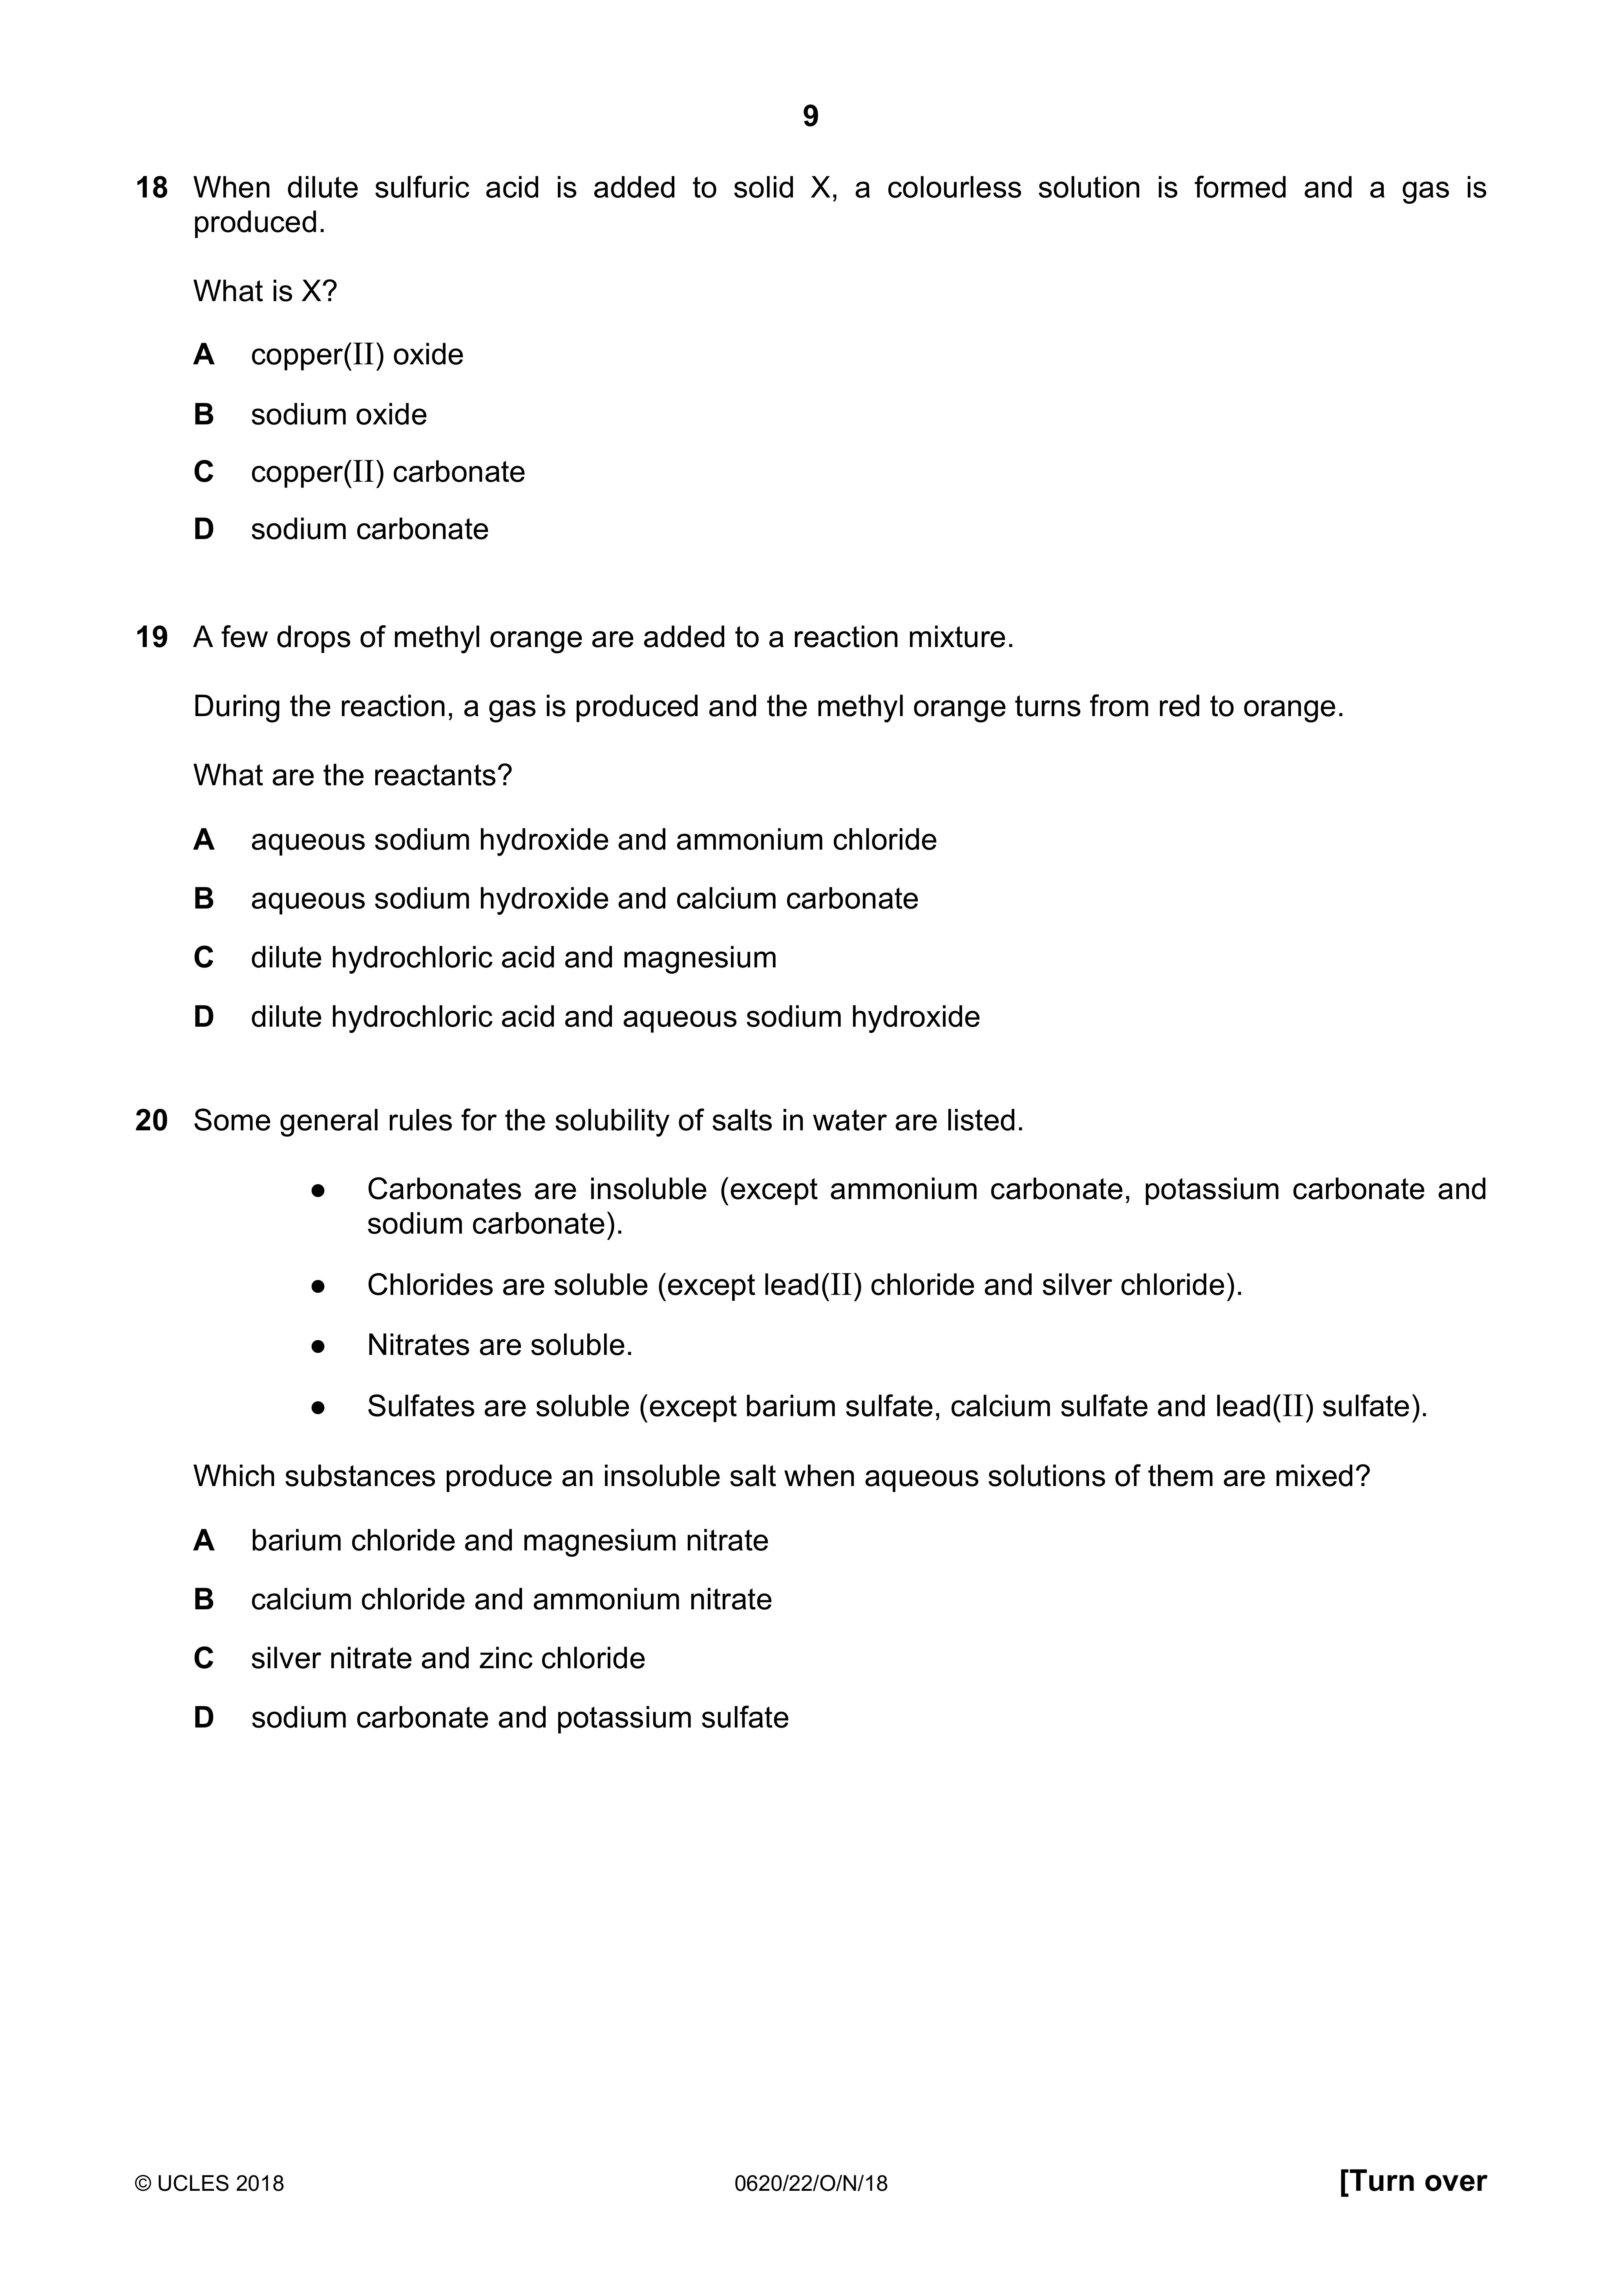 9
18 When dilute sulfuric acid is added to solid X, a colourless solution is formed and a gas is
produced.
What is X?
A copper(II) oxide
B sodium oxide
C copper(II) carbonate
D sodium carbonate
19 A few drops of methyl orange are added to a reaction mixture.
During the reaction, a gas is produced and the methyl orange turns from red to orange.
What are the reactants?
A aqueous sodium hydroxide and ammonium chloride
B aqueous sodium hydroxide and calcium carbonate
C dilute hydrochloric acid and magnesium
D dilute hydrochloric acid and aqueous sodium hydroxide
20 Some general rules for the solubility of salts in water are listed.
● Carbonates are insoluble (except ammonium carbonate, potassium carbonate and
sodium carbonate).
● Chlorides are soluble (except lead(II) chloride and silver chloride).
● Nitrates are soluble.
● Sulfates are soluble (except barium sulfate, calcium sulfate and lead(II) sulfate).
Which substances produce an insoluble salt when aqueous solutions of them are mixed?
A barium chloride and magnesium nitrate
B calcium chloride and ammonium nitrate
C silver nitrate and zinc chloride
D sodium carbonate and potassium sulfate
© UCLES 2018 0620/22/O/N/18 [Turn over